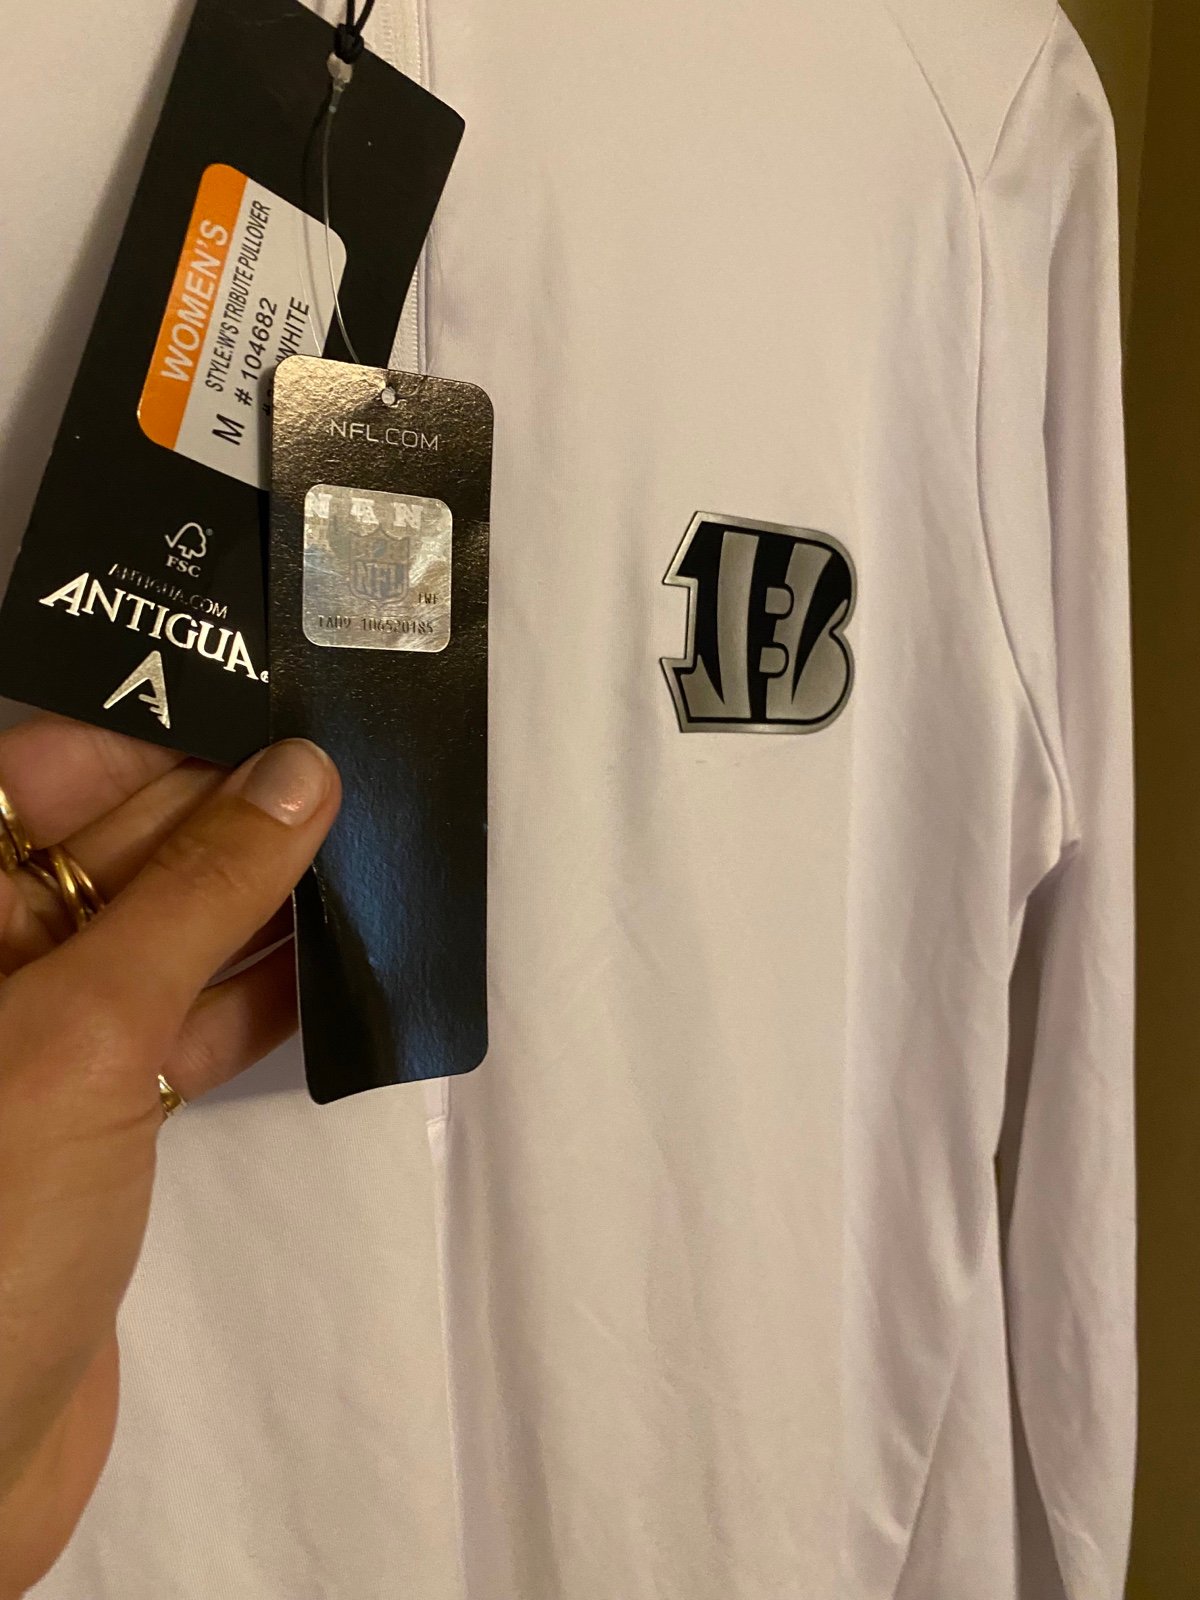 WOMEN'S
STYLE:W'S TRIBUTE PULLOVER
M # 104682
WHITE
FSC
ANTIGUA.COM
ANTIGUA
NFL.COM
NFL
B